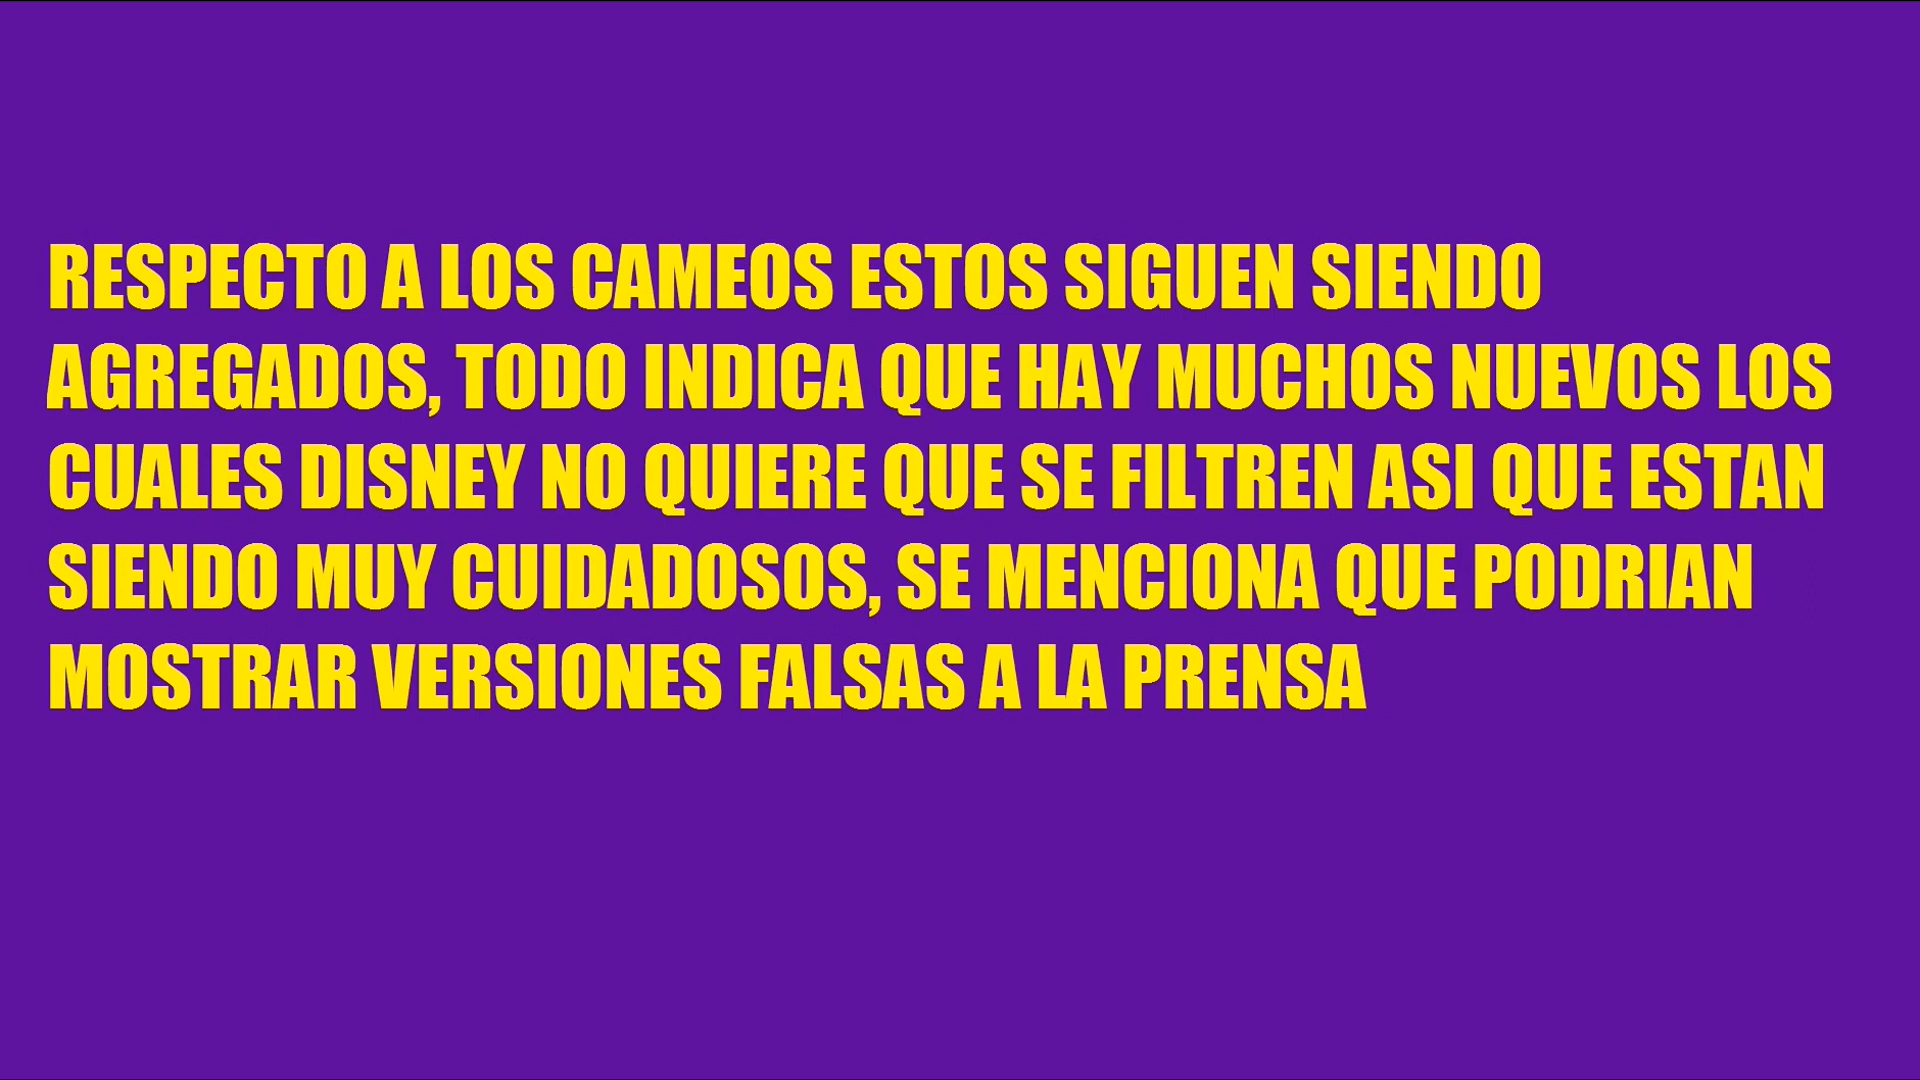 RESPECTO A LOS CAMEOS ESTOS SIGUEN SIENDO
AGREGADOS, TODO INDICA QUE HAY MUCHOS NUEVOS LOS
CUALES DISNEY NO QUIERE QUE SE FILTREN ASI QUE ESTAN
SIENDO MUY CUIDADOSOS, SE MENCIONA QUE PODRIAN
MOSTRAR VERSIONES FALSAS A LA PRENSA